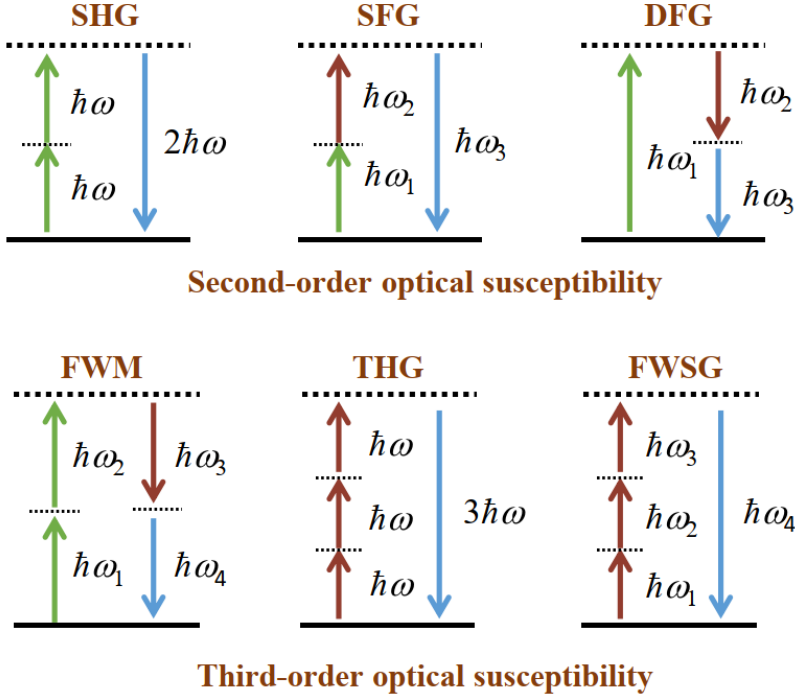 SHG SFG DFG
ħω ħω₂ ħω₂
2ħω ħω₃ ħω₁
ħω ħω₁ ħω₃
Second-order optical susceptibility
FWM THG FWSG
ħω₂ ħω₃ ħω ħω₃
ħω 3ħω ħω₂ ħω₄
ħω₁ ħω₄ ħω ħω₁
Third-order optical susceptibility